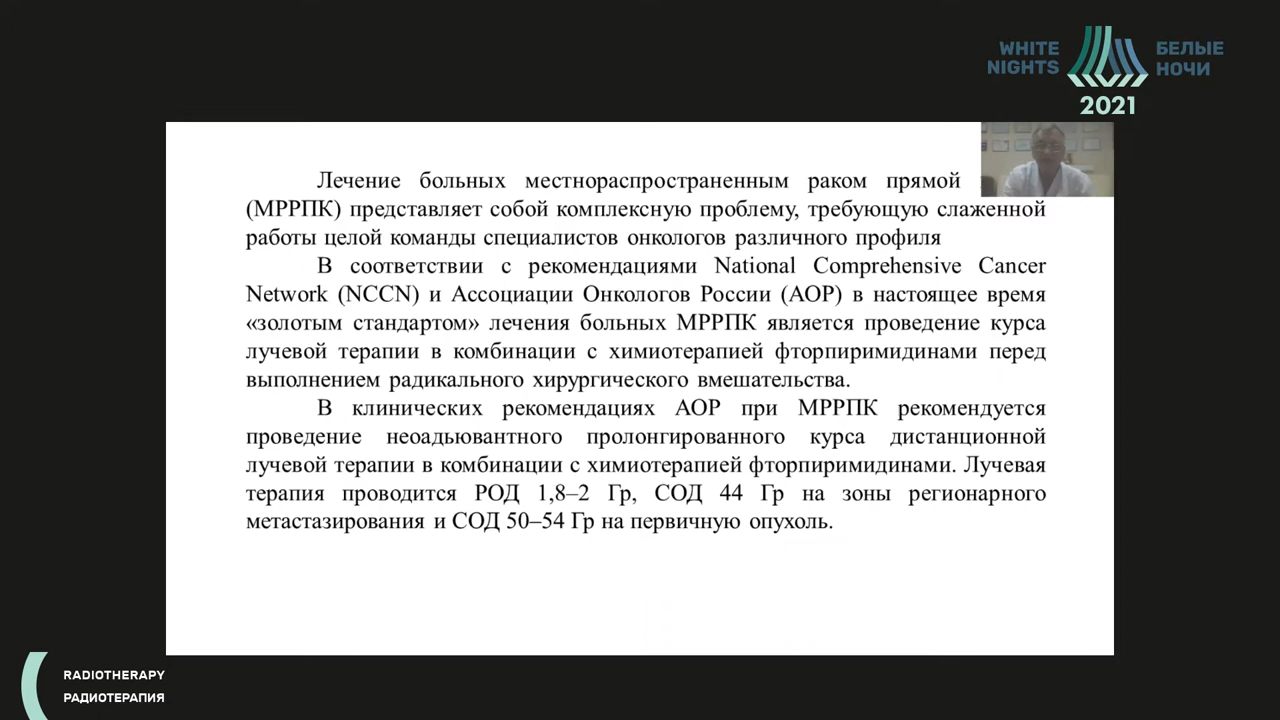 WHITE NIGHTS
БЕЛЫЕ НОЧИ
2021
Лечение больных местнораспространенным раком прямой
(МРРПК) представляет собой комплексную проблему, требующую слаженной
работы целой команды специалистов онкологов различного профиля
В соответствии с рекомендациями National Comprehensive Cancer
Network (NCCN) и Ассоциации Онкологов России (АОР) в настоящее время
«золотым стандартом» лечения больных МРРПК является проведение курса
лучевой терапии в комбинации с химиотерапией фторпиримидинами перед
выполнением радикального хирургического вмешательства.
В клинических рекомендациях АОР при МРРПК рекомендуется
проведение неоадьювантного пролонгированного курса дистанционной
лучевой терапии в комбинации с химиотерапией фторпиримидинами. Лучевая
терапия проводится РОД 1,8–2 Гр, СОД 44 Гр на зоны регионарного
метастазирования и СОД 50–54 Гр на первичную опухоль.
RADIOTHERAPY
РАДИОТЕРАПИЯ